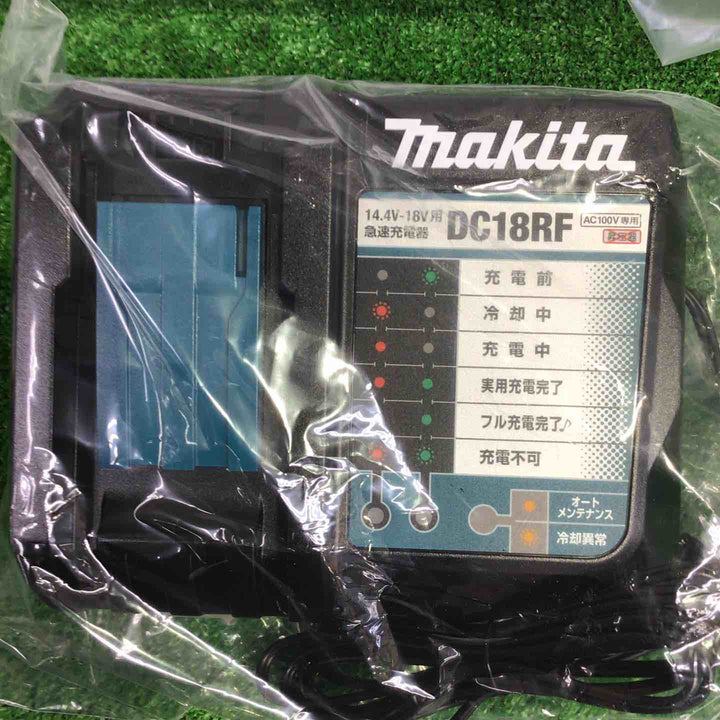 makita
14.4V-18V用
急速充電器
DC18RF
AC100V専用
充電前
冷却中
充電中
実用充電完了
フル充電完了♪
充電不可
オート
メンテナンス
冷却異常